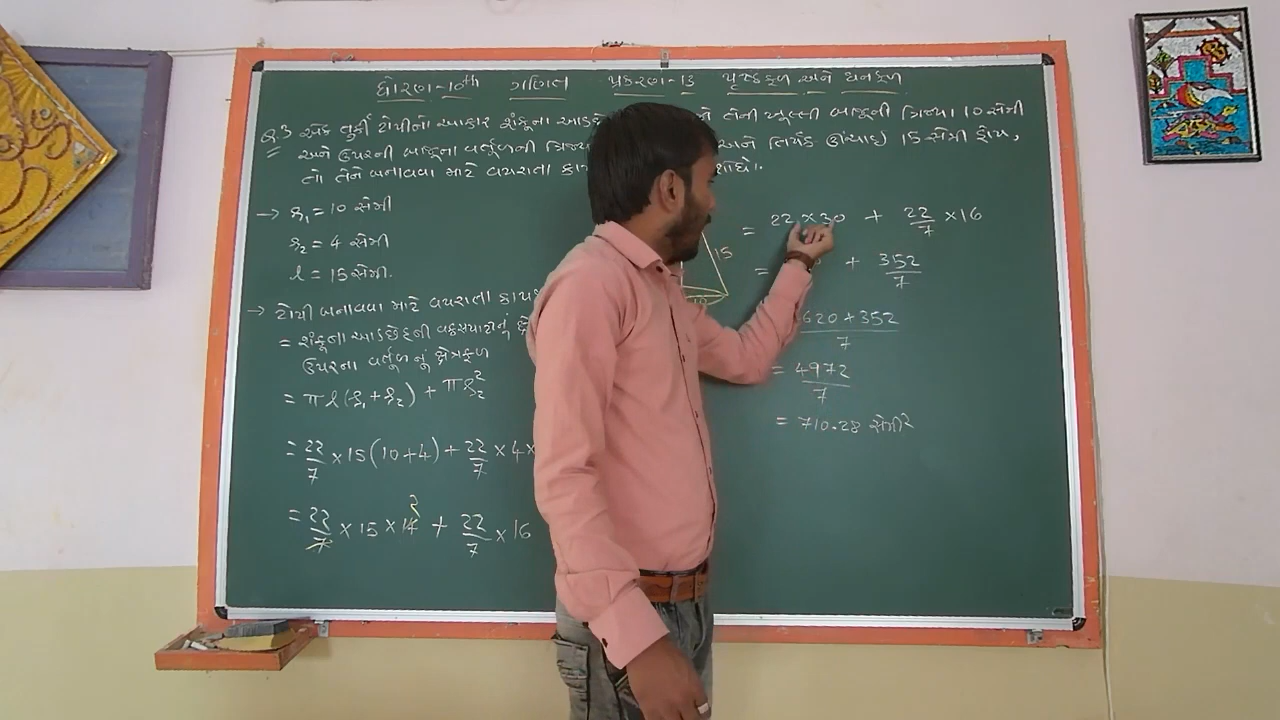 ધોરણ-10th ગણિત પ્રકરણ-13 પૃષ્ઠફળ અને ઘનફળ
Q 3 એક તુર્કી ટોપીનો આકાર શંકુના તેની ખુલ્લી બાજુની ત્રિજ્યા 10 સેમી
અને ઉપરની બાજુના વર્તુળની અને તિર્યક ઊંચાઇ 15 સેમી હોય,
તો તેને બનાવવા માટે વપરાતા શોધો.
→ r₁ = 10 સેમી
r₂ = 4 સેમી
l = 15 સેમી.
→ ટોપી બનાવવા માટે વપરાતા
= શંકુના આડછેદની વક્રસપાટીનું
ઉપરના વર્તુળનું ક્ષેત્રફળ
= πl(r₁+r₂) + πr₂²
= 22/7 × 15(10+4) + 22/7 × 4 ×
= 22/7 × 15 × 14 2 + 22/7 × 16
15
10
= 22 × 30 + 22/7 × 16
= + 352/7
620 + 352 / 7
= 4972/7
= 710.28 સેમી૨